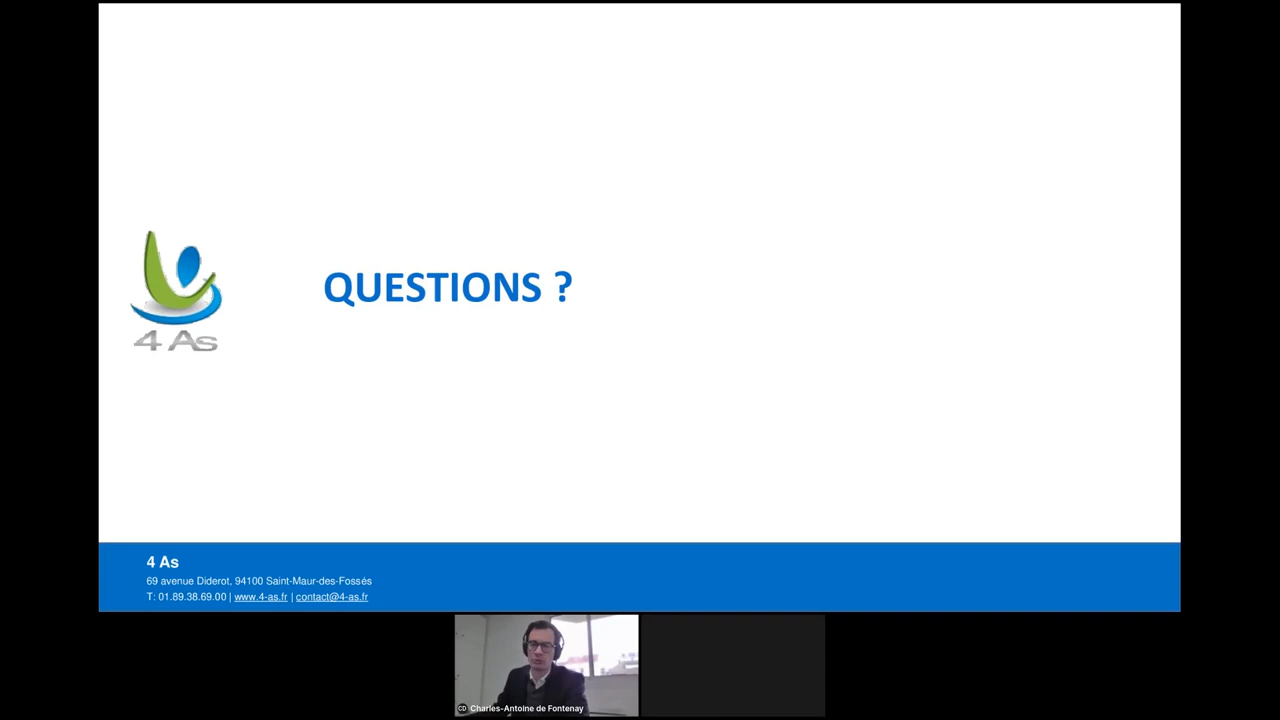 4 As
QUESTIONS ?
4 As
69 avenue Diderot, 94100 Saint-Maur-des-Fossés
T: 01.89.38.69.00 | www.4-as.fr | contact@4-as.fr
CD Charles-Antoine de Fontenay